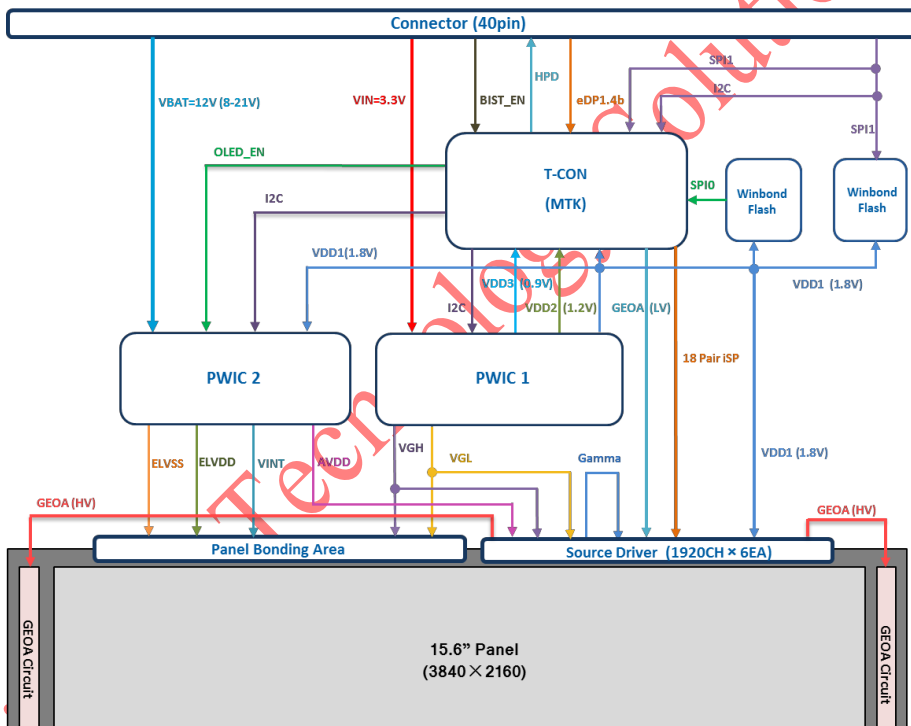 Connector (40pin)
VBAT=12V (8-21V)
VIN=3.3V
BIST_EN
HPD
eDP1.4b
SPI1
I2C
SPI1
OLED_EN
T-CON
(MTK)
SPI0
Winbond
Flash
Winbond
Flash
I2C
VDD1(1.8V)
I2C
VDD3 (0.9V)
VDD2 (1.2V)
GEOA (LV)
VDD1 (1.8V)
PWIC 2
PWIC 1
18 Pair iSP
ELVSS
ELVDD
VINT
AVDD
VGH
VGL
Gamma
VDD1 (1.8V)
GEOA (HV)
GEOA (HV)
Panel Bonding Area
Source Driver (1920CH × 6EA)
GEOA Circuit
15.6” Panel
(3840×2160)
GEOA Circuit